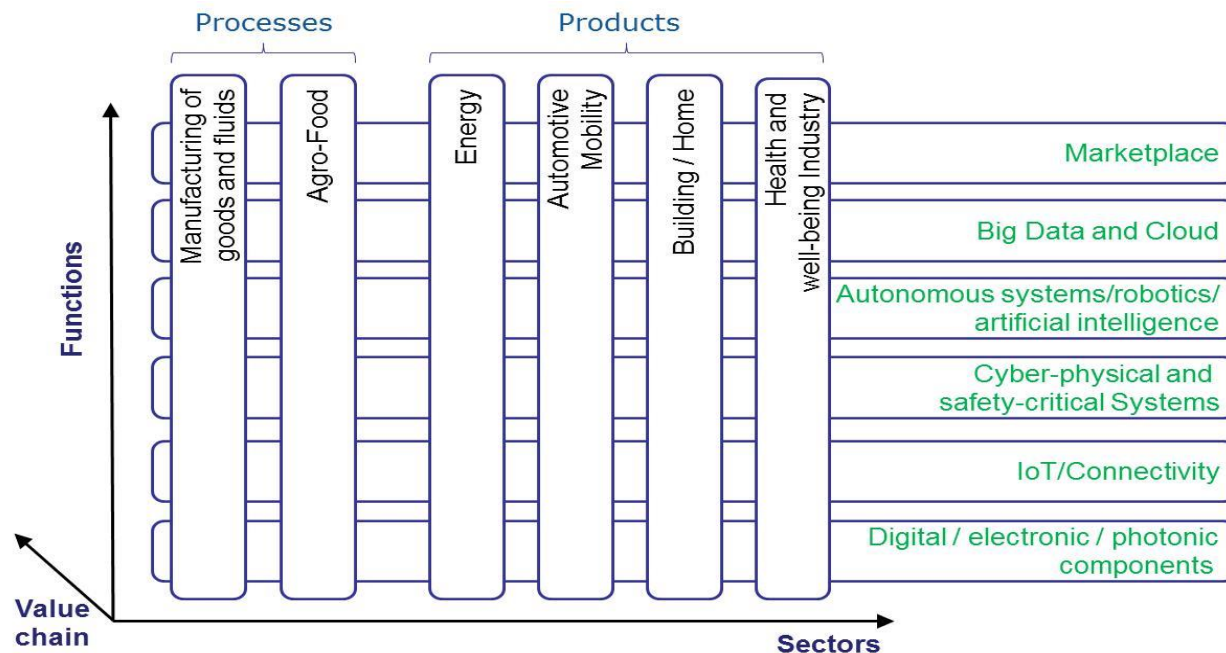 Processes
Products
Manufacturing of
goods and fluids
Agro-Food
Energy
Automotive
Mobility
Building / Home
Health and
well-being Industry
Functions
Marketplace
Big Data and Cloud
Autonomous systems/robotics/
artificial intelligence
Cyber-physical and
safety-critical Systems
IoT/Connectivity
Digital / electronic / photonic
components
Value
chain
Sectors